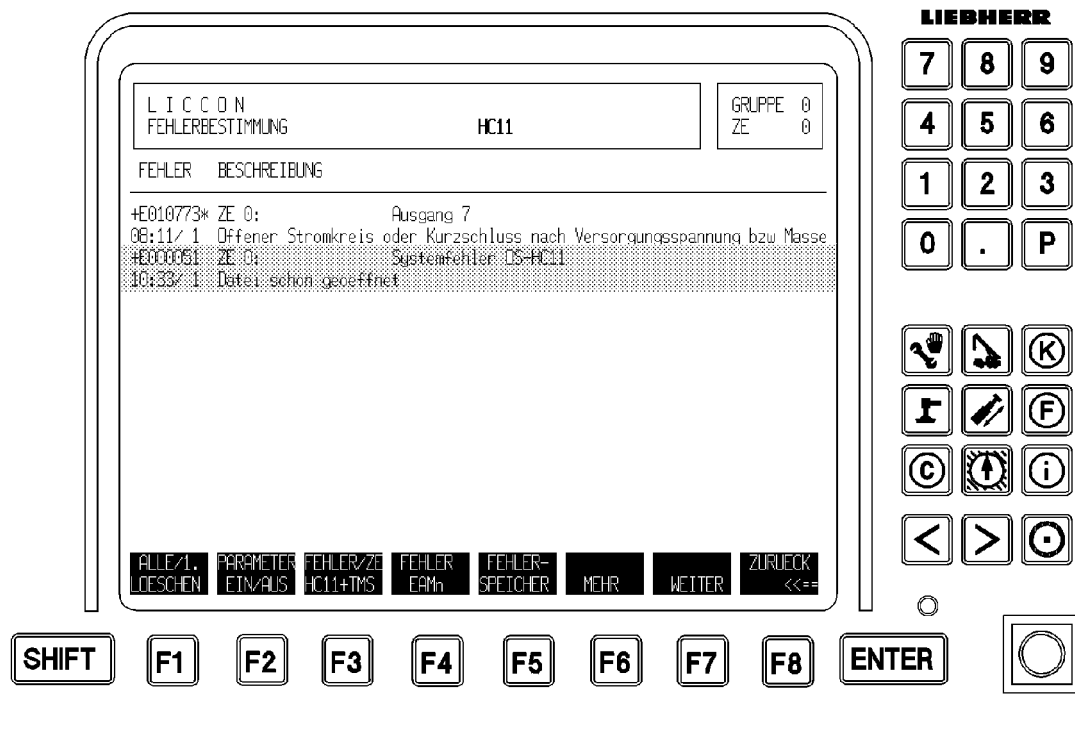 LIEBHERR
LICCON
FEHLERBESTIMMUNG HC11
GRUPPE 0
ZE 0
FEHLER BESCHREIBUNG
+E010773* ZE 0: Ausgang 7
08:11/ 1 Offener Stromkreis oder Kurzschluss nach Versorgungsspannung bzw Masse
+E000051 ZE 0: Systemfehler OS-HC11
10:33/ 1 Datei schon geoeffnet
ALLE/1. PARAMETER FEHLER/ZE FEHLER FEHLER- ZURUECK
LOESCHEN EIN/AUS HC11+TMS EAMn SPEICHER MEHR WEITER <<==
7 8 9
4 5 6
1 2 3
0 . P
K
F
C i
< >
SHIFT F1 F2 F3 F4 F5 F6 F7 F8 ENTER